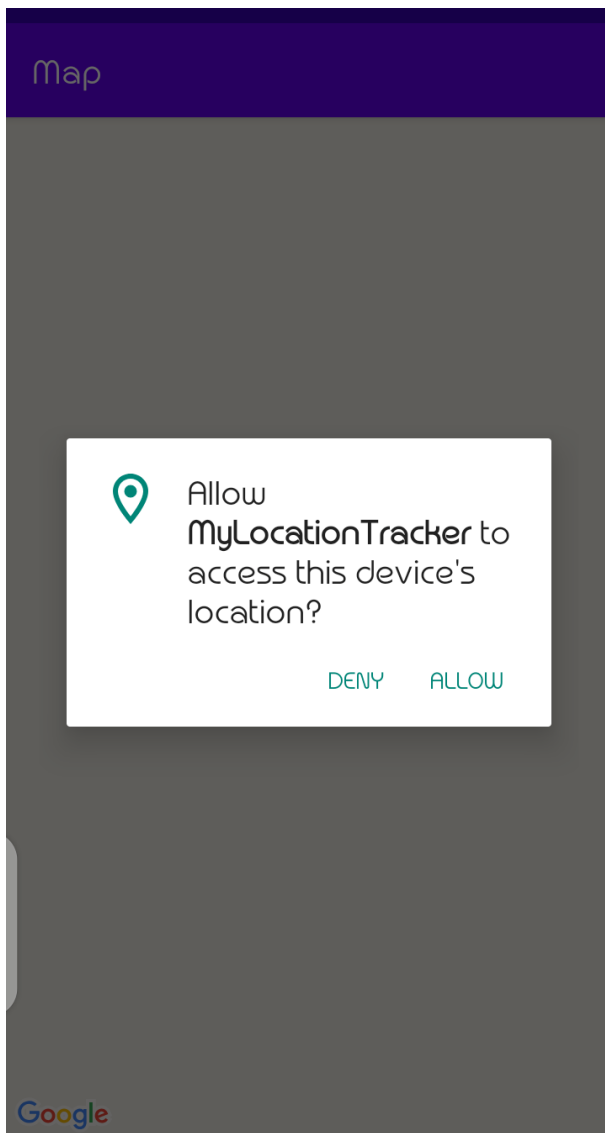 Map
Allow
MyLocationTracker to
access this device's
location?
DENY ALLOW
Google